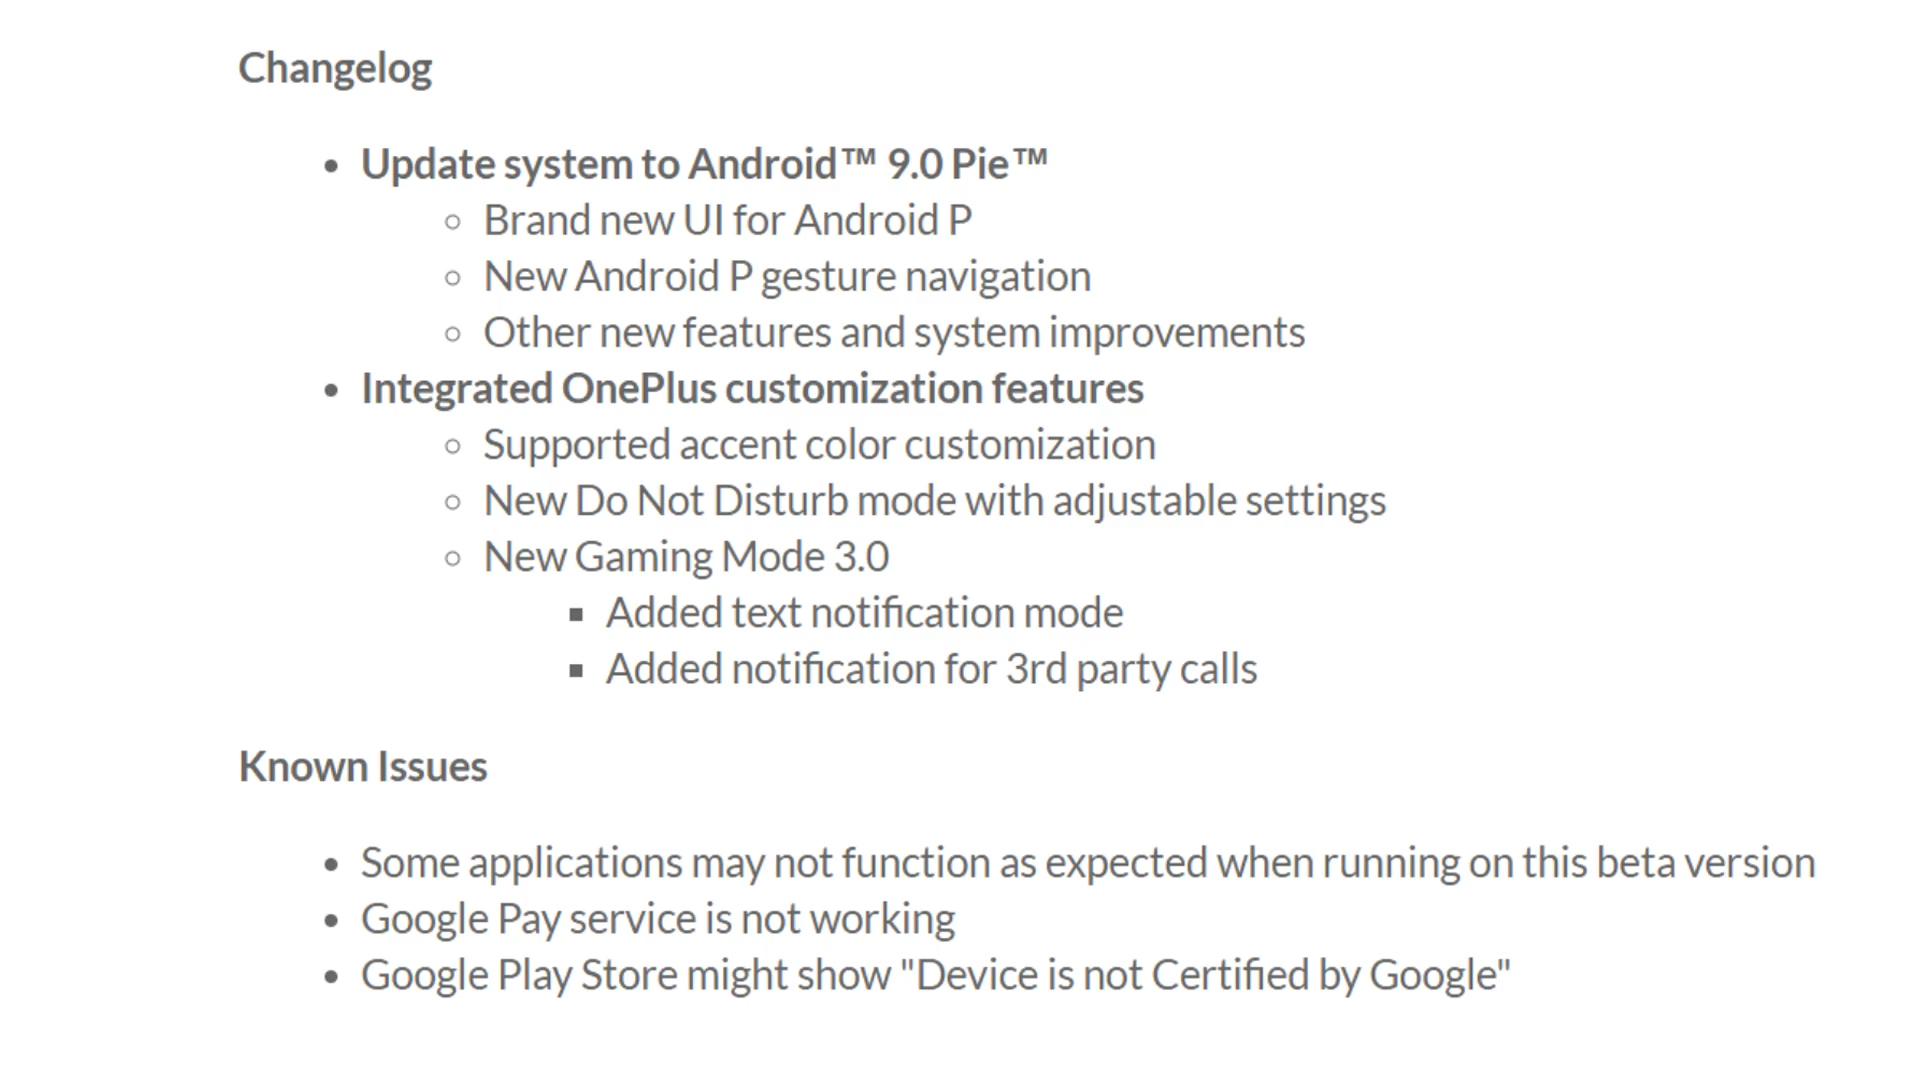 Changelog
Update system to Android™ 9.0 Pie™
Brand new UI for Android P
New Android P gesture navigation
Other new features and system improvements
Integrated OnePlus customization features
Supported accent color customization
New Do Not Disturb mode with adjustable settings
New Gaming Mode 3.0
Added text notification mode
Added notification for 3rd party calls
Known Issues
Some applications may not function as expected when running on this beta version
Google Pay service is not working
Google Play Store might show "Device is not Certified by Google"